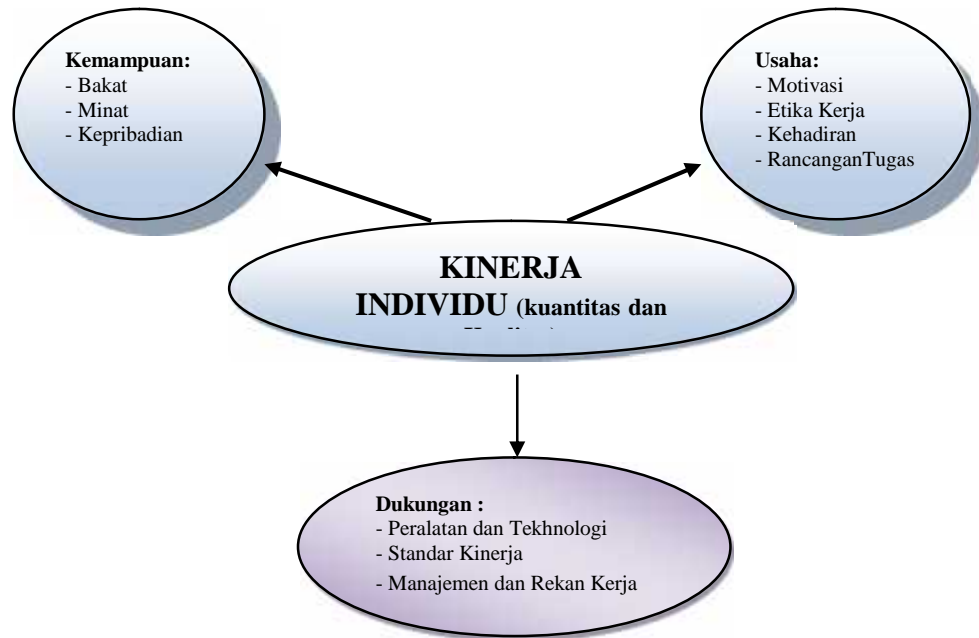 Kemampuan:
- Bakat
- Minat
- Kepribadian
Usaha:
- Motivasi
- Etika Kerja
- Kehadiran
- RancanganTugas
KINERJA
INDIVIDU (kuantitas dan
Dukungan :
- Peralatan dan Tekhnologi
- Standar Kinerja
- Manajemen dan Rekan Kerja